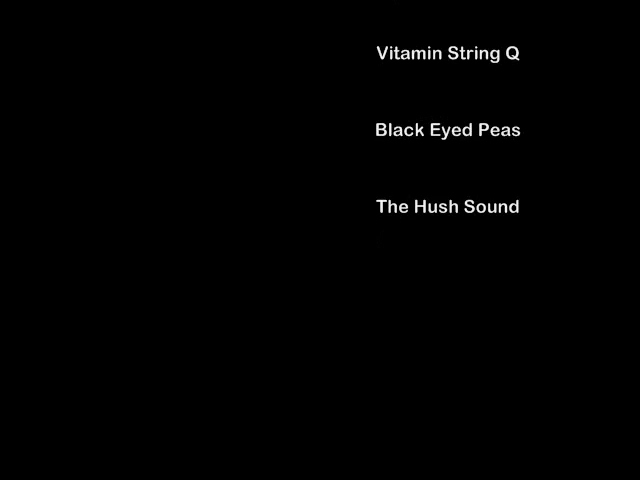 Vitamin String Q
Black Eyed Peas
The Hush Sound